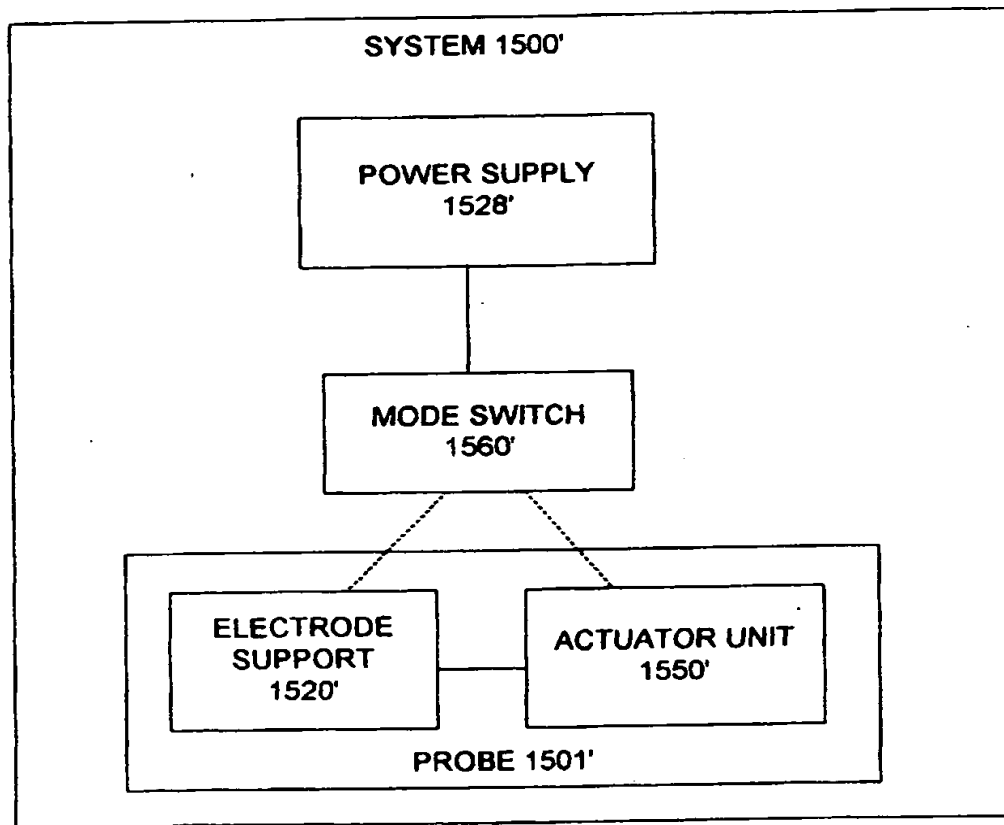 SYSTEM 1500'
POWER SUPPLY
1528'
MODE SWITCH
1560'
ELECTRODE
SUPPORT
1520'
ACTUATOR UNIT
1550'
PROBE 1501'